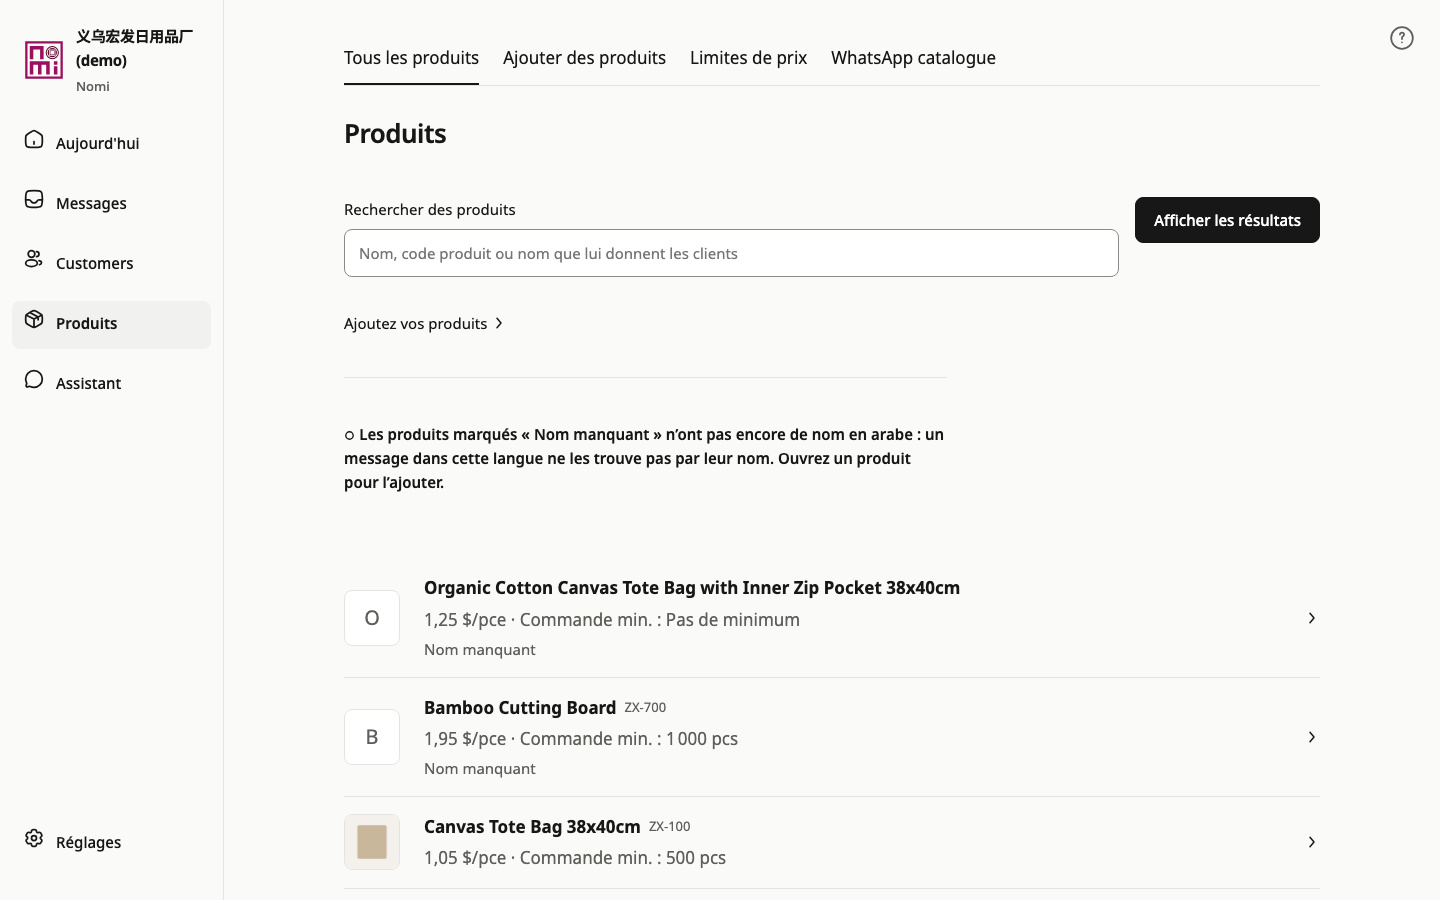 义乌宏发日用品厂
(demo)
Nomi
Aujourd'hui
Messages
Customers
Produits
Assistant
Réglages
Tous les produits
Ajouter des produits
Limites de prix
WhatsApp catalogue
Produits
Rechercher des produits
Nom, code produit ou nom que lui donnent les clients
Afficher les résultats
Ajoutez vos produits
Les produits marqués « Nom manquant » n’ont pas encore de nom en arabe : un
message dans cette langue ne les trouve pas par leur nom. Ouvrez un produit
pour l’ajouter.
O
Organic Cotton Canvas Tote Bag with Inner Zip Pocket 38x40cm
1,25 $/pce · Commande min. : Pas de minimum
Nom manquant
B
Bamboo Cutting Board ZX-700
1,95 $/pce · Commande min. : 1 000 pcs
Nom manquant
Canvas Tote Bag 38x40cm ZX-100
1,05 $/pce · Commande min. : 500 pcs